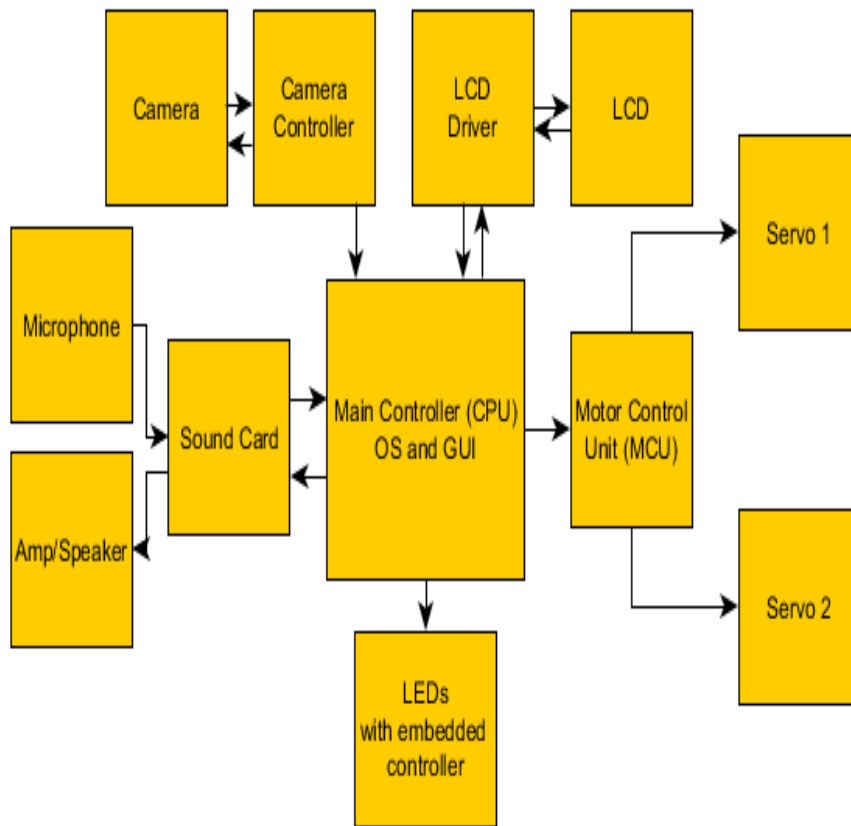 Camera
Camera
Controller
LCD
Driver
LCD
Servo 1
Microphone
Sound Card
Main Controller (CPU)
OS and GUI
Motor Control
Unit (MCU)
Amp/Speaker
Servo 2
LEDs
with embedded
controller